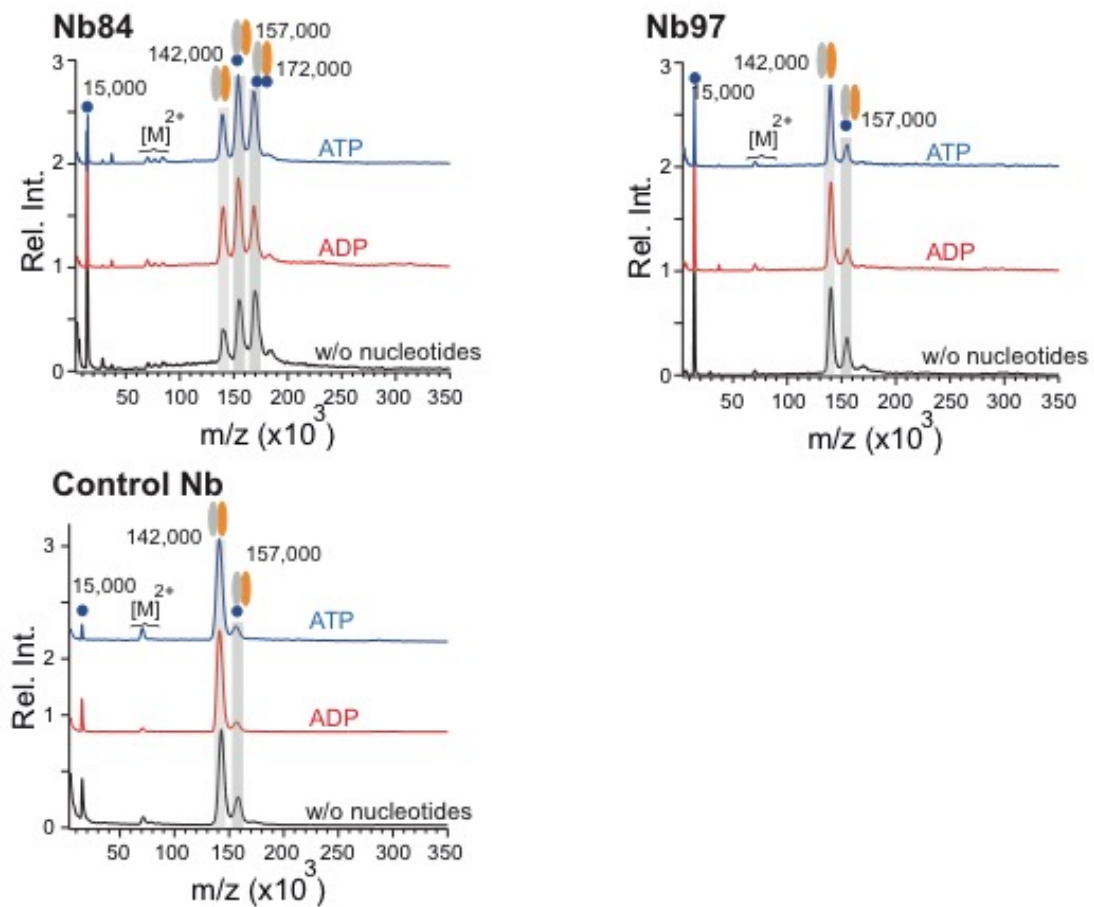 Nb84
157,000
142,000
172,000
15,000
[M]2+
ATP
ADP
w/o nucleotides
3
2
1
0
Rel. Int.
50 100 150 200 250 300 350
m/z (x10³)
Nb97
142,000
15,000
157,000
[M]2+
ATP
ADP
w/o nucleotides
3
2
1
0
Rel. Int.
50 100 150 200 250 300 350
m/z (x10³)
Control Nb
142,000
157,000
15,000
[M]2+
ATP
ADP
w/o nucleotides
3
2
1
0
Rel. Int.
50 100 150 200 250 300 350
m/z (x10³)